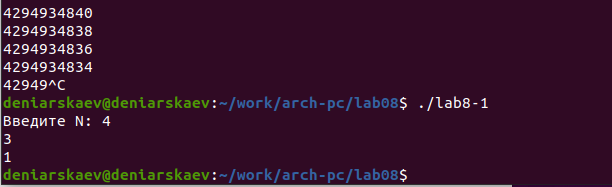 4294934840
4294934838
4294934836
4294934834
42949^C
deniarskaev@deniarskaev:~/work/arch-pc/lab08$ ./lab8-1
Введите N: 4
3
1
deniarskaev@deniarskaev:~/work/arch-pc/lab08$